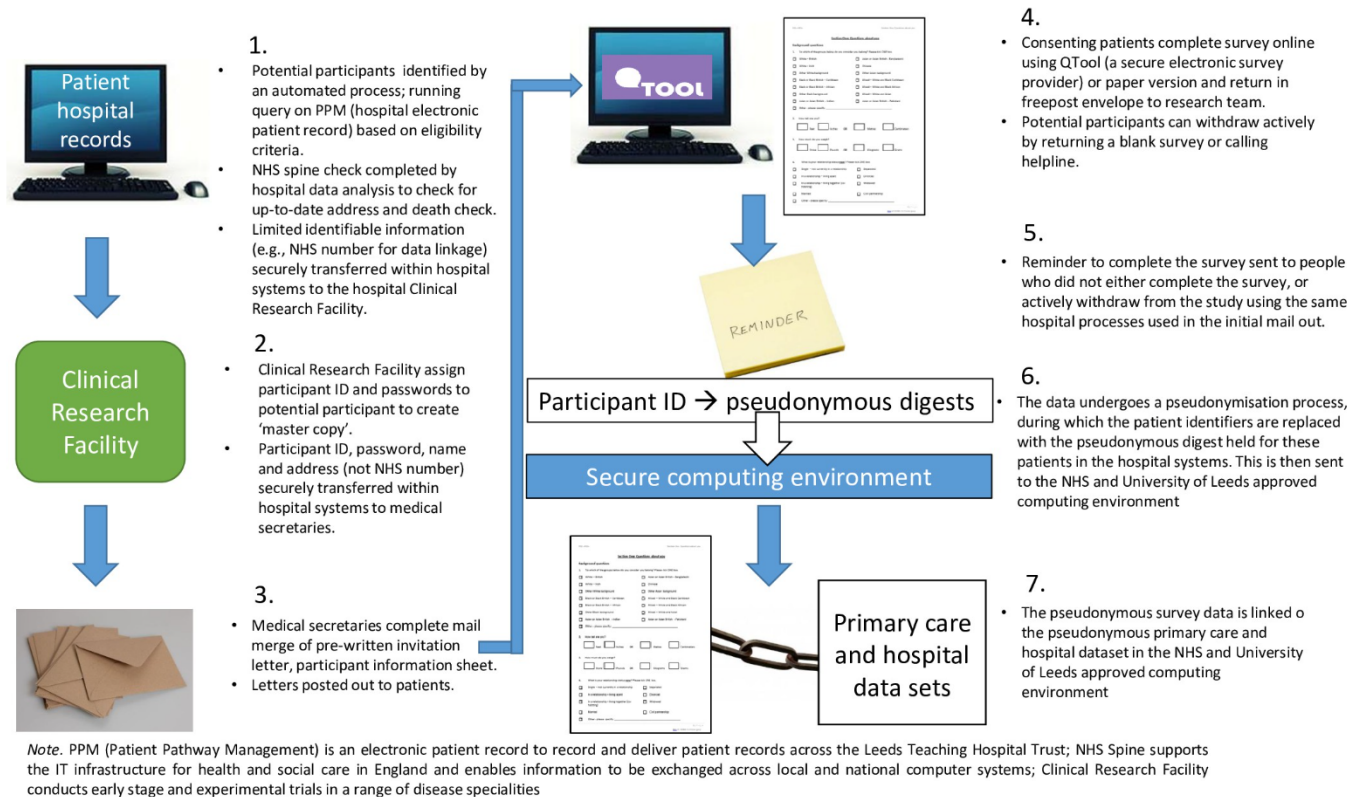 Patient
hospital
records
1.
• Potential participants identified by
an automated process; running
query on PPM (hospital electronic
patient record) based on eligibility
criteria.
• NHS spine check completed by
hospital data analysis to check for
up-to-date address and death check.
• Limited identifiable information
(e.g., NHS number for data linkage)
securely transferred within hospital
systems to the hospital Clinical
Research Facility.
Clinical
Research
Facility
2.
• Clinical Research Facility assign
participant ID and passwords to
potential participant to create
‘master copy’.
• Participant ID, password, name
and address (not NHS number)
securely transferred within
hospital systems to medical
secretaries.
3.
• Medical secretaries complete mail
merge of pre-written invitation
letter, participant information sheet.
• Letters posted out to patients.
QTOOL
4.
• Consenting patients complete survey online
using QTool (a secure electronic survey
provider) or paper version and return in
freepost envelope to research team.
• Potential participants can withdraw actively
by returning a blank survey or calling
helpline.
REMINDER
5.
• Reminder to complete the survey sent to people
who did not either complete the survey, or
actively withdraw from the study using the same
hospital processes used in the initial mail out.
Participant ID → pseudonymous digests
Secure computing environment
6.
• The data undergoes a pseudonymisation process,
during which the patient identifiers are replaced
with the pseudonymous digest held for these
patients in the hospital systems. This is then sent
to the NHS and University of Leeds approved
computing environment
Primary care
and hospital
data sets
7.
• The pseudonymous survey data is linked o
the pseudonymous primary care and
hospital dataset in the NHS and University
of Leeds approved computing
environment
Note. PPM (Patient Pathway Management) is an electronic patient record to record and deliver patient records across the Leeds Teaching Hospital Trust; NHS Spine supports
the IT infrastructure for health and social care in England and enables information to be exchanged across local and national computer systems; Clinical Research Facility
conducts early stage and experimental trials in a range of disease specialities